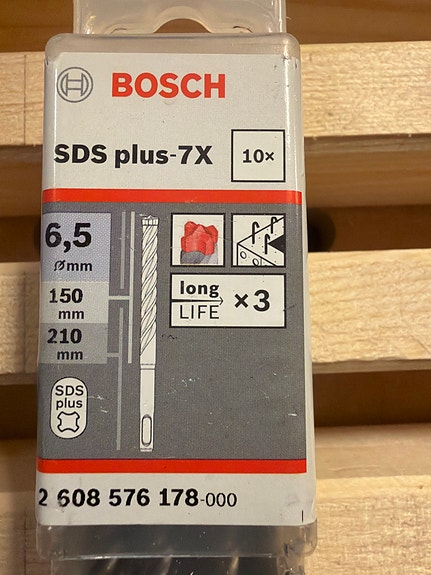 BOSCH
SDS plus-7X
10×
6,5
Ø mm
150
mm
210
mm
long
LIFE
×3
SDS
plus
2 608 576 178-000